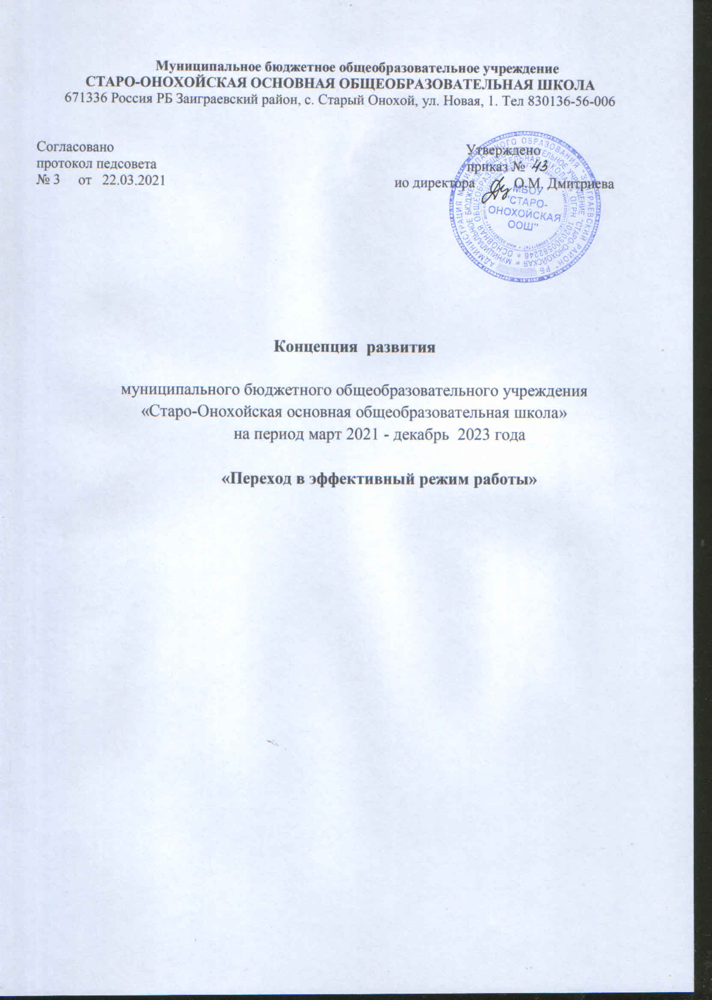 Муниципальное бюджетное общеобразовательное учреждение
СТАРО-ОНОХОЙСКАЯ ОСНОВНАЯ ОБЩЕОБРАЗОВАТЕЛЬНАЯ ШКОЛА
671336 Россия РБ Заиграевский район, с. Старый Онохой, ул. Новая, 1. Тел 830136-56-006
Согласовано
протокол педсовета
№ 3 от 22.03.2021
Утверждено
приказ № 43
ио директора О.М. Дмитриева
МБОУ
"СТАРО-
ОНОХОЙСКАЯ
ООШ"
Концепция развития
муниципального бюджетного общеобразовательного учреждения
«Старо-Онохойская основная общеобразовательная школа»
на период март 2021 - декабрь 2023 года
«Переход в эффективный режим работы»